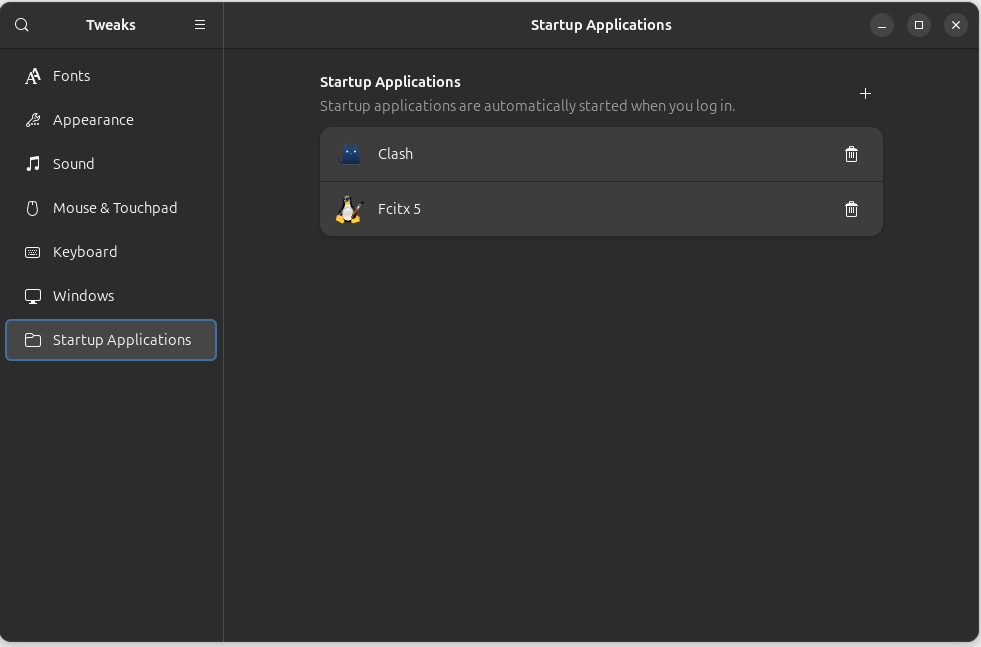 Tweaks
Startup Applications
Fonts
Appearance
Sound
Mouse & Touchpad
Keyboard
Windows
Startup Applications
Startup Applications
Startup applications are automatically started when you log in.
Clash
Fcitx 5